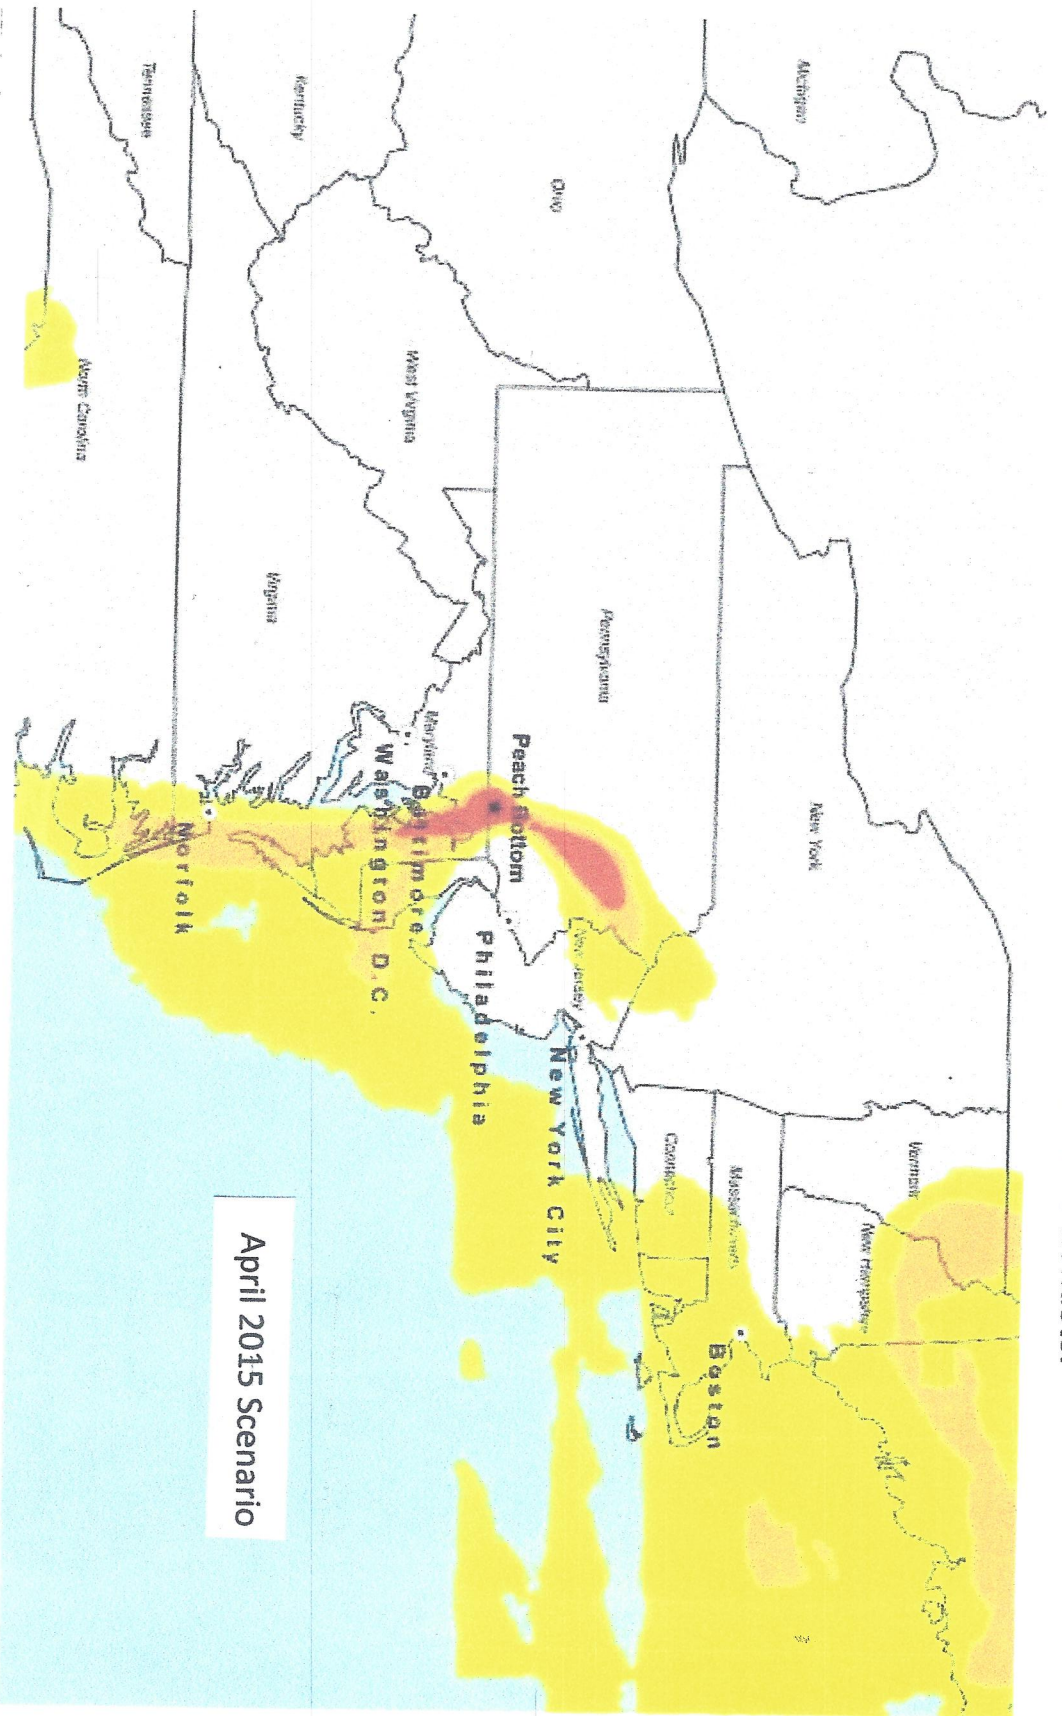 Michigan
New York
Vermont
New Hampshire
Ohio
Pennsylvania
New Jersey
Connecticut
Massachusetts
Boston
Kentucky
West Virginia
Maryland
Peach Bottom
Philadelphia
New York City
Baltimore
Washington D.C.
Tennessee
Virginia
Norfolk
North Carolina
April 2015 Scenario